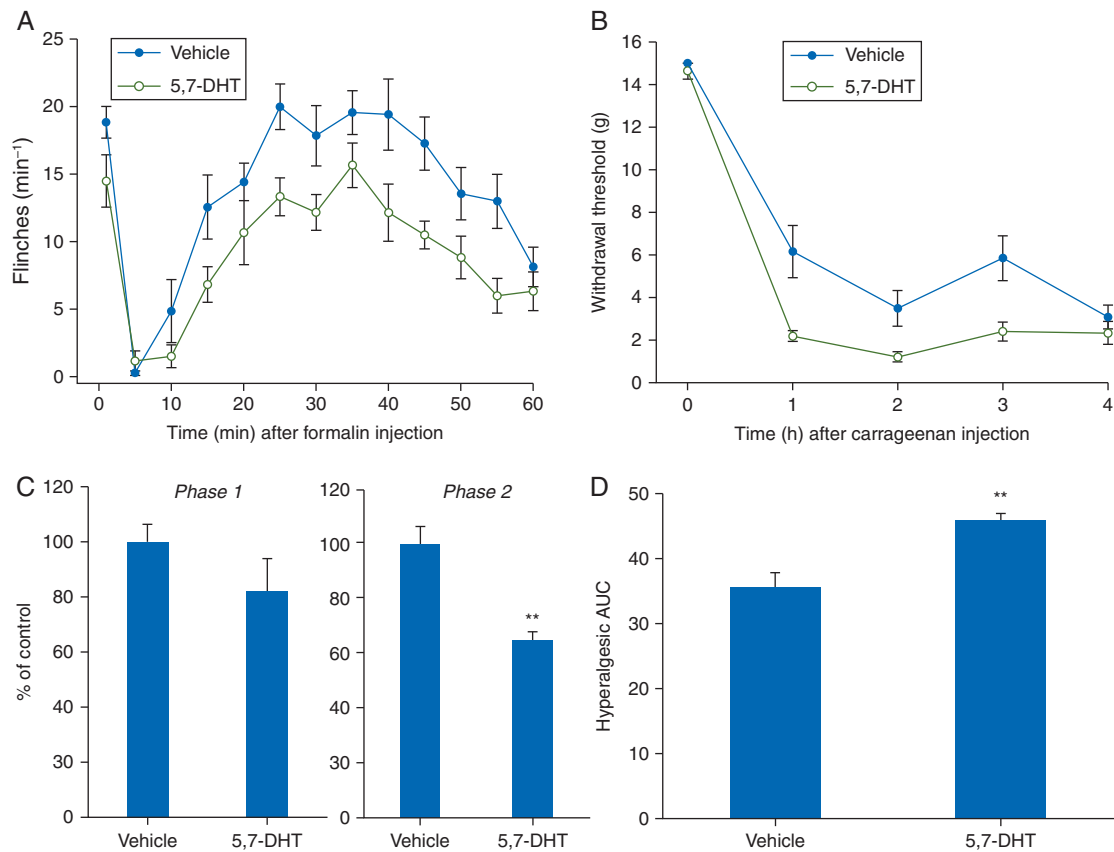 A
Vehicle
5,7-DHT
25
20
15
10
5
0
Flinches (min⁻¹)
0 10 20 30 40 50 60
Time (min) after formalin injection
B
Vehicle
5,7-DHT
16
14
12
10
8
6
4
2
0
Withdrawal threshold (g)
0 1 2 3 4
Time (h) after carrageenan injection
C
Phase 1
120
100
80
60
40
30
0
% of control
Vehicle 5,7-DHT
Phase 2
120
100
80
60
40
30
0
**
Vehicle 5,7-DHT
D
50
40
30
20
10
0
Hyperalgesic AUC
**
Vehicle 5,7-DHT